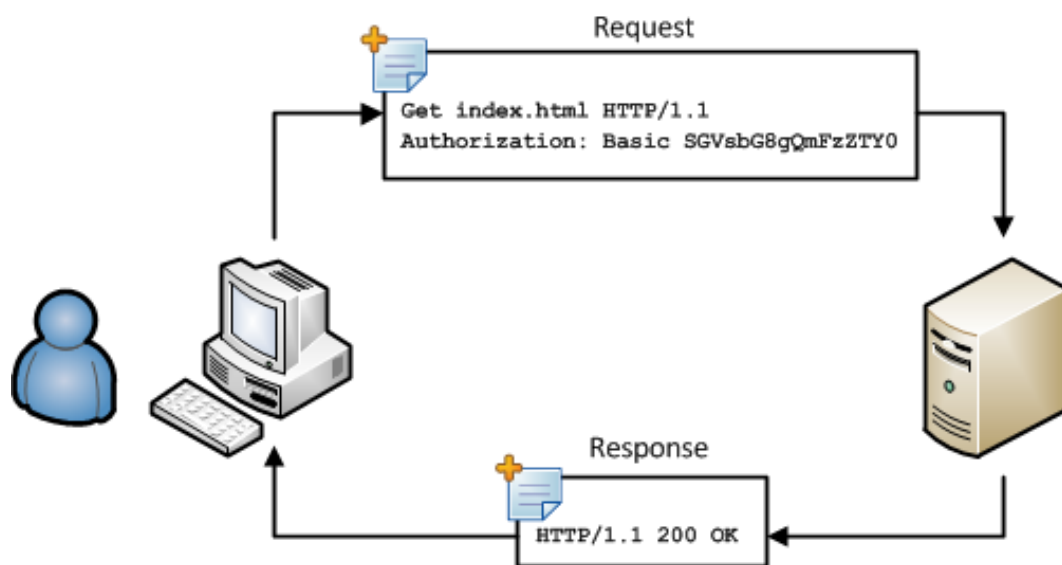 Request
Get index.html HTTP/1.1
Authorization: Basic SGVsbG8gQmFzZTY0
Response
HTTP/1.1 200 OK